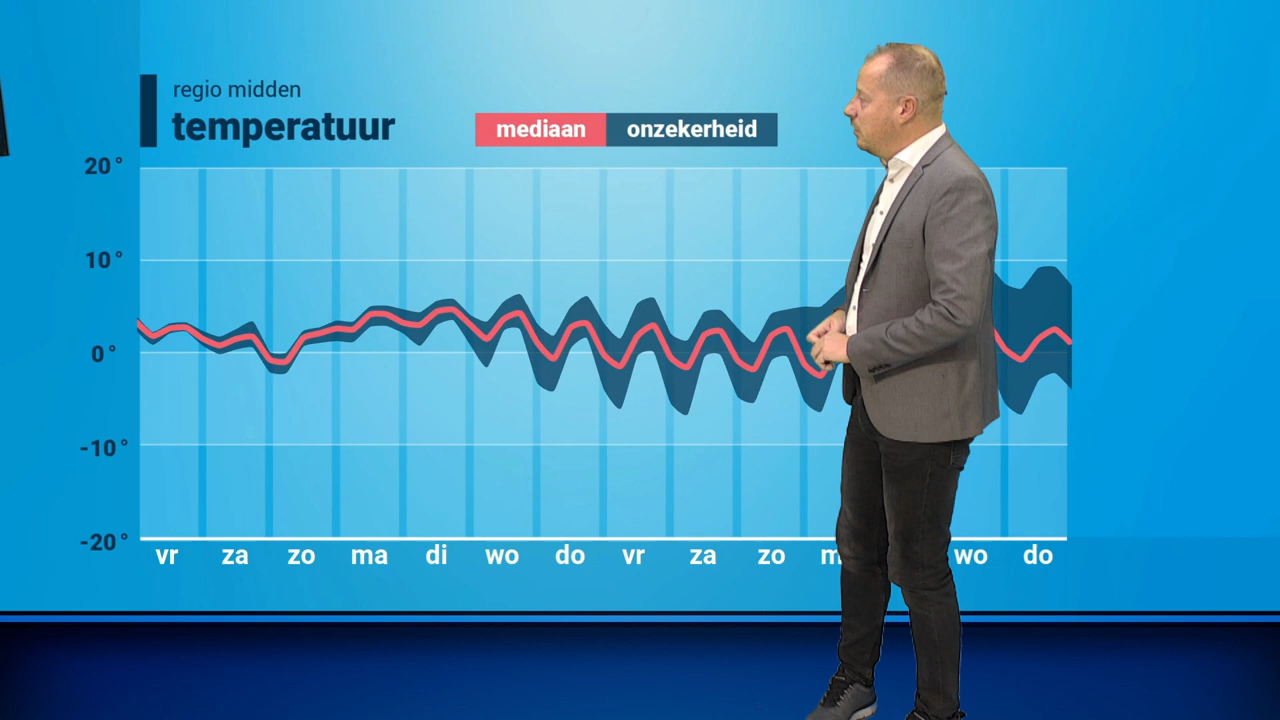 regio midden
temperatuur
mediaan onzekerheid
20°
10°
0°
-10°
-20°
vr za zo ma di wo do vr za zo m wo do